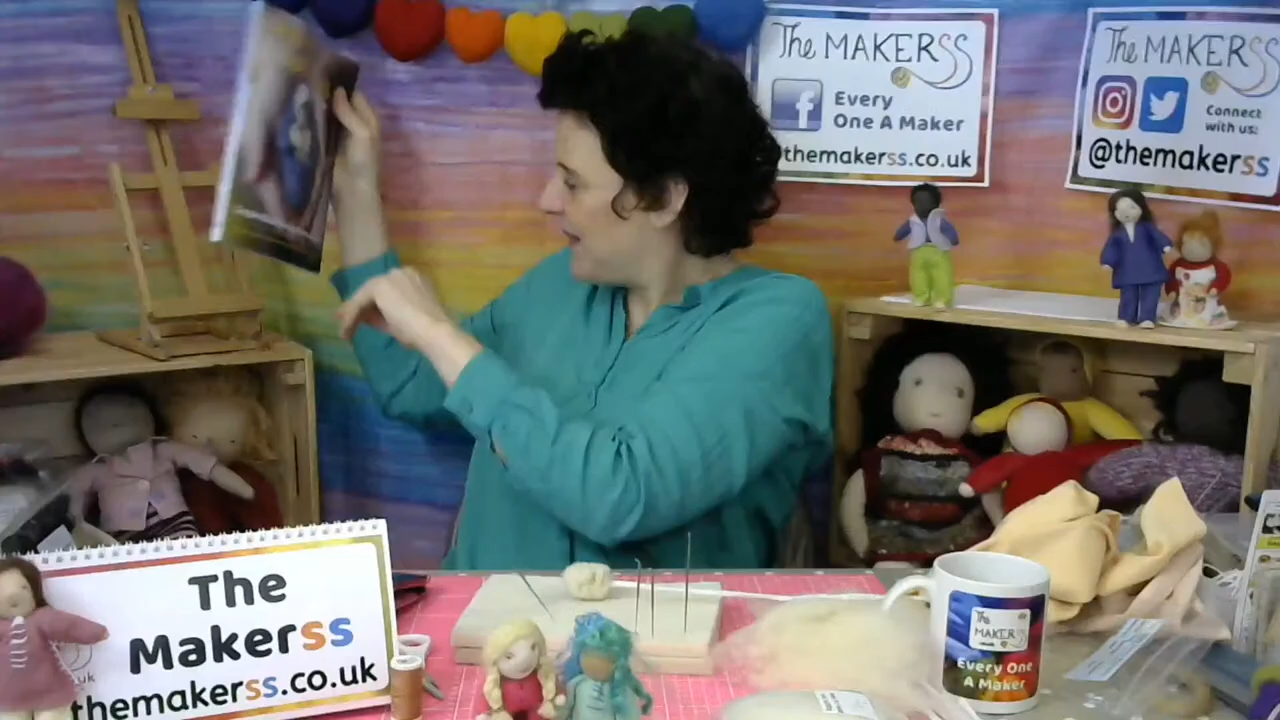 The MAKERSS
Every
One A Maker
themakerss.co.uk
The MAKERSS
Connect
with us:
@themakerss
The
Makerss
themakerss.co.uk
The
MAKERSS
Every One
A Maker